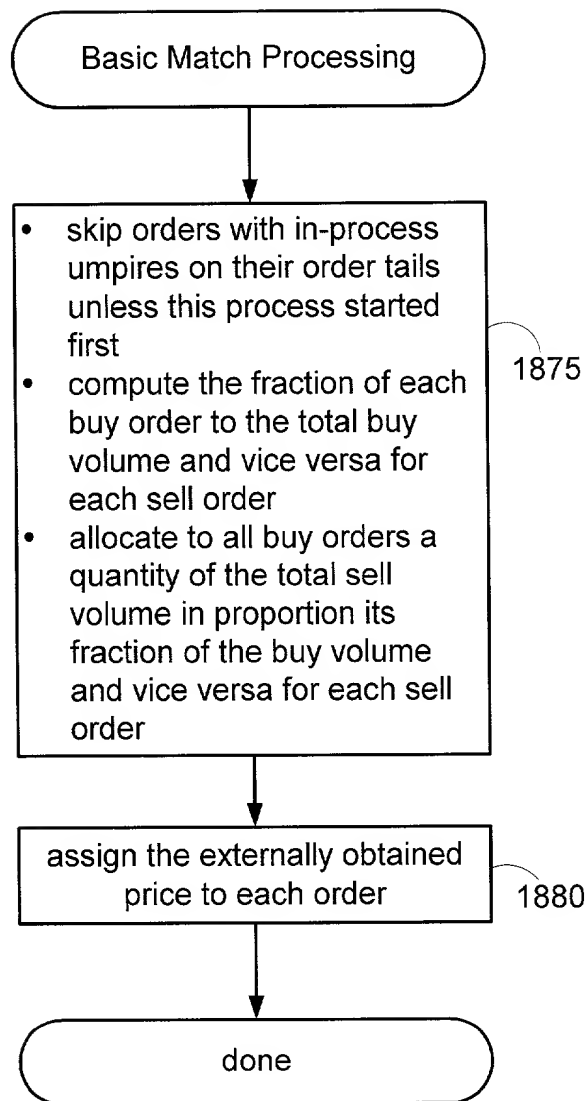 Basic Match Processing
• skip orders with in-process
umpires on their order tails
unless this process started
first
1875
• compute the fraction of each
buy order to the total buy
volume and vice versa for
each sell order
• allocate to all buy orders a
quantity of the total sell
volume in proportion its
fraction of the buy volume
and vice versa for each sell
order
assign the externally obtained
price to each order
1880
done